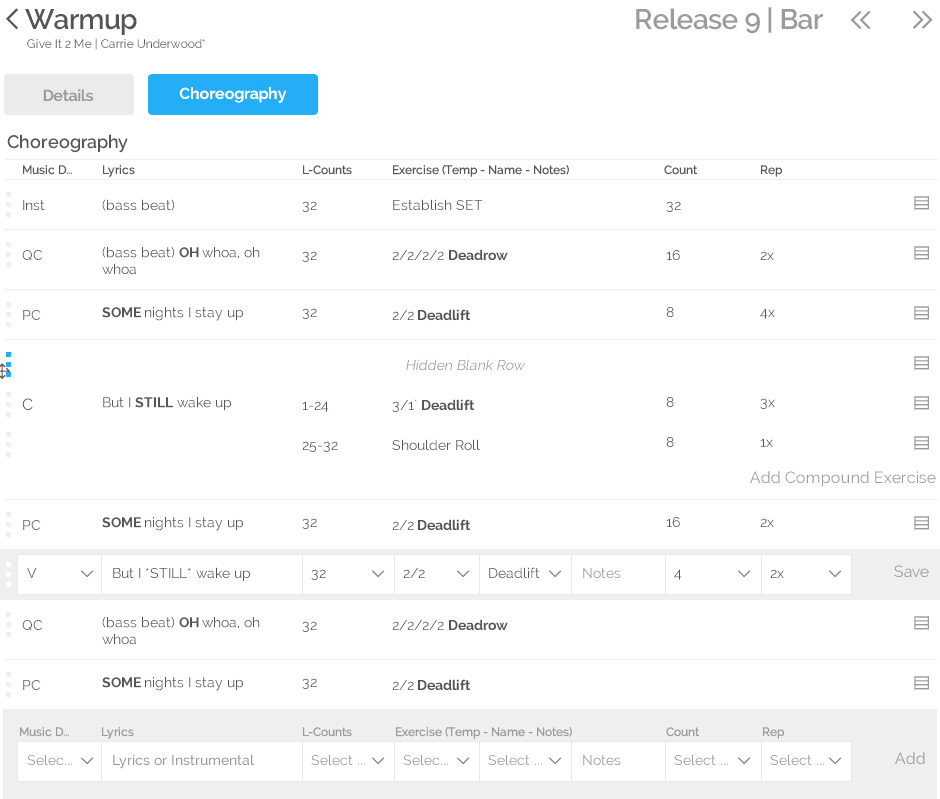 Warmup Release 9 | Bar
Give It 2 Me | Carrie Underwood*
Details Choreography
Choreography
Music D... Lyrics L-Counts Exercise (Temp - Name - Notes) Count Rep
Inst (bass beat) 32 Establish SET 32
QC (bass beat) OH whoa, oh 32 2/2/2/2 Deadrow 16 2x
whoa
PC SOME nights I stay up 32 2/2 Deadlift 8 4x
Hidden Blank Row
C But I STILL wake up 1-24 3/1` Deadlift 8 3x
25-32 Shoulder Roll 8 1x
Add Compound Exercise
PC SOME nights I stay up 32 2/2 Deadlift 16 2x
V But I *STILL* wake up 32 2/2 Deadlift Notes 4 2x Save
QC (bass beat) OH whoa, oh 32 2/2/2/2 Deadrow
whoa
PC SOME nights I stay up 32 2/2 Deadlift
Music D... Lyrics L-Counts Exercise (Temp - Name - Notes) Count Rep
Selec... Lyrics or Instrumental Select ... Selec... Select ... Notes Select ... Select ... Add